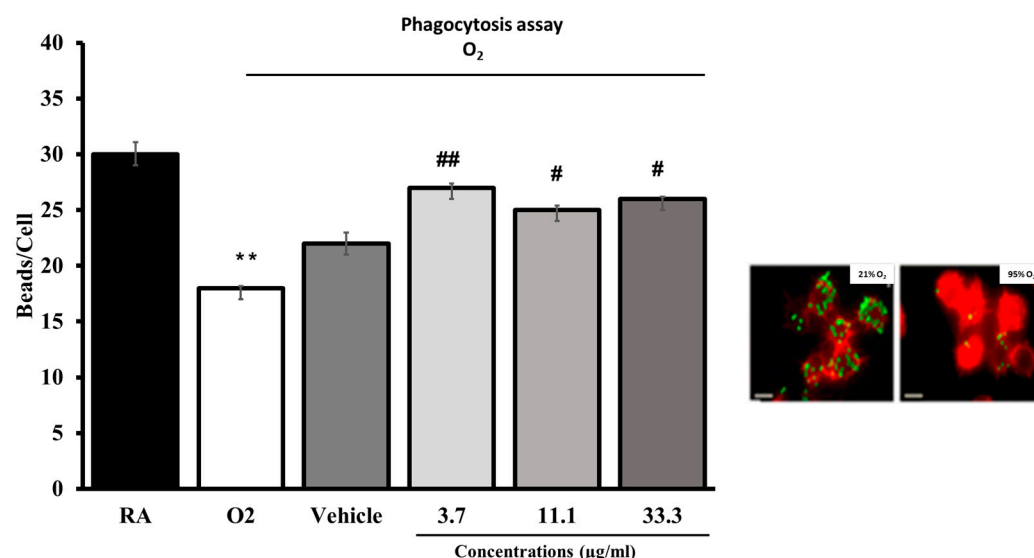 Phagocytosis assay
O₂
40
35
30
25
20
15
10
5
0
Beads/Cell
**
##
#
#
RA O2 Vehicle 3.7 11.1 33.3
Concentrations (µg/ml)
21% O₂
95% O₂